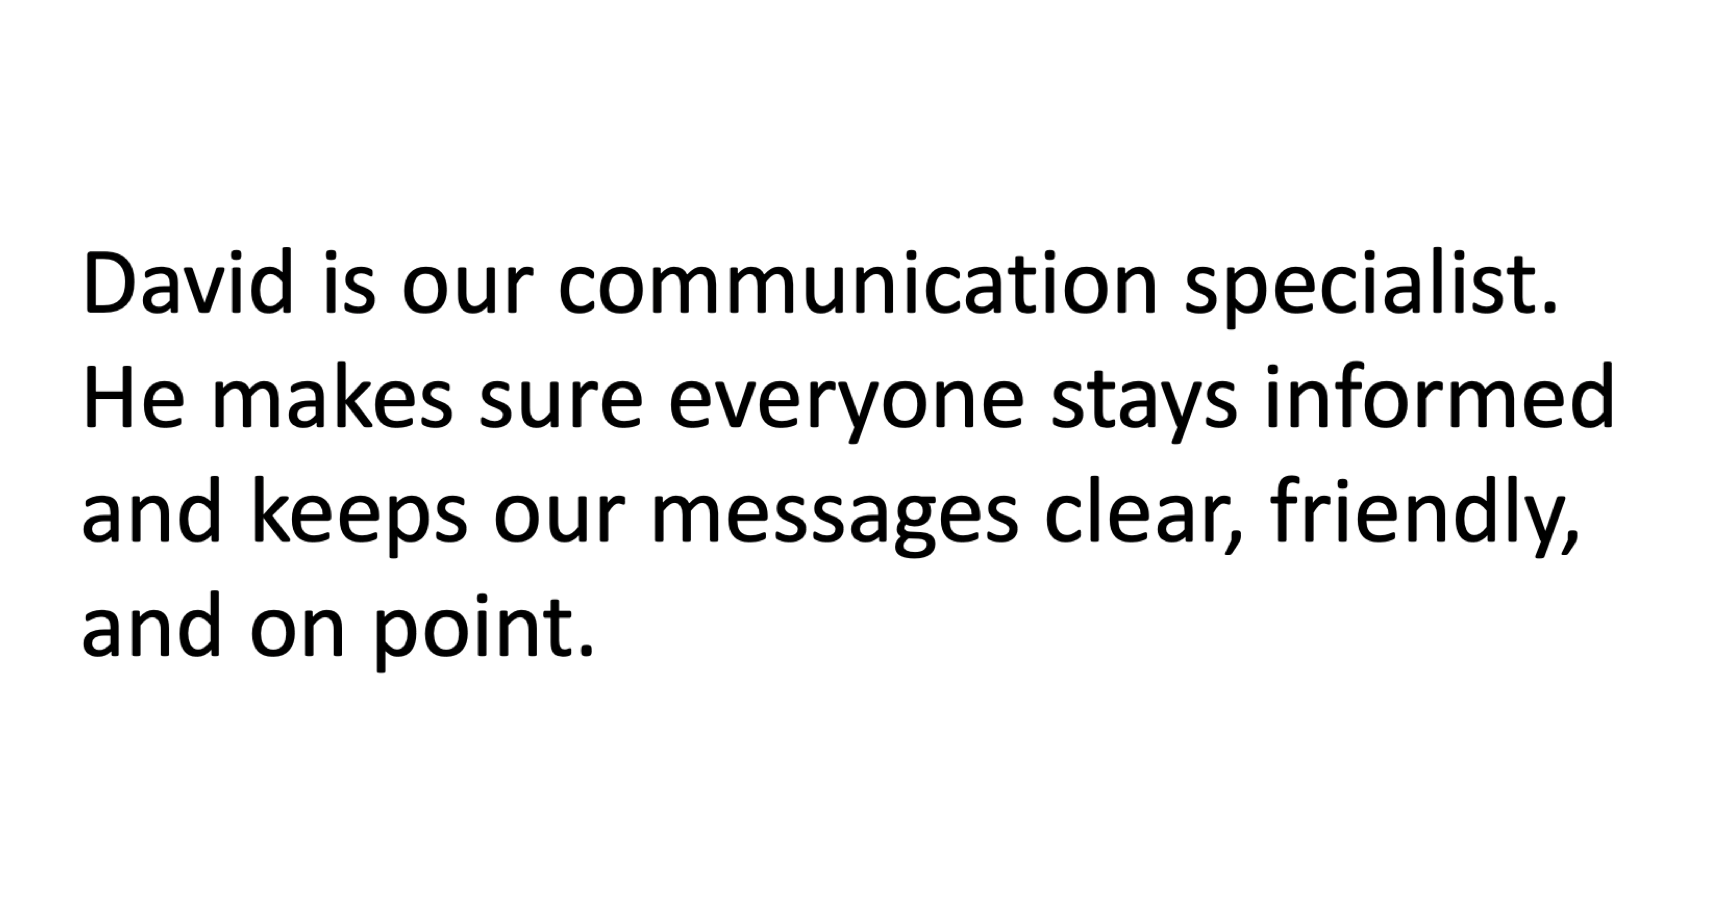 David is our communication specialist.
He makes sure everyone stays informed
and keeps our messages clear, friendly,
and on point.